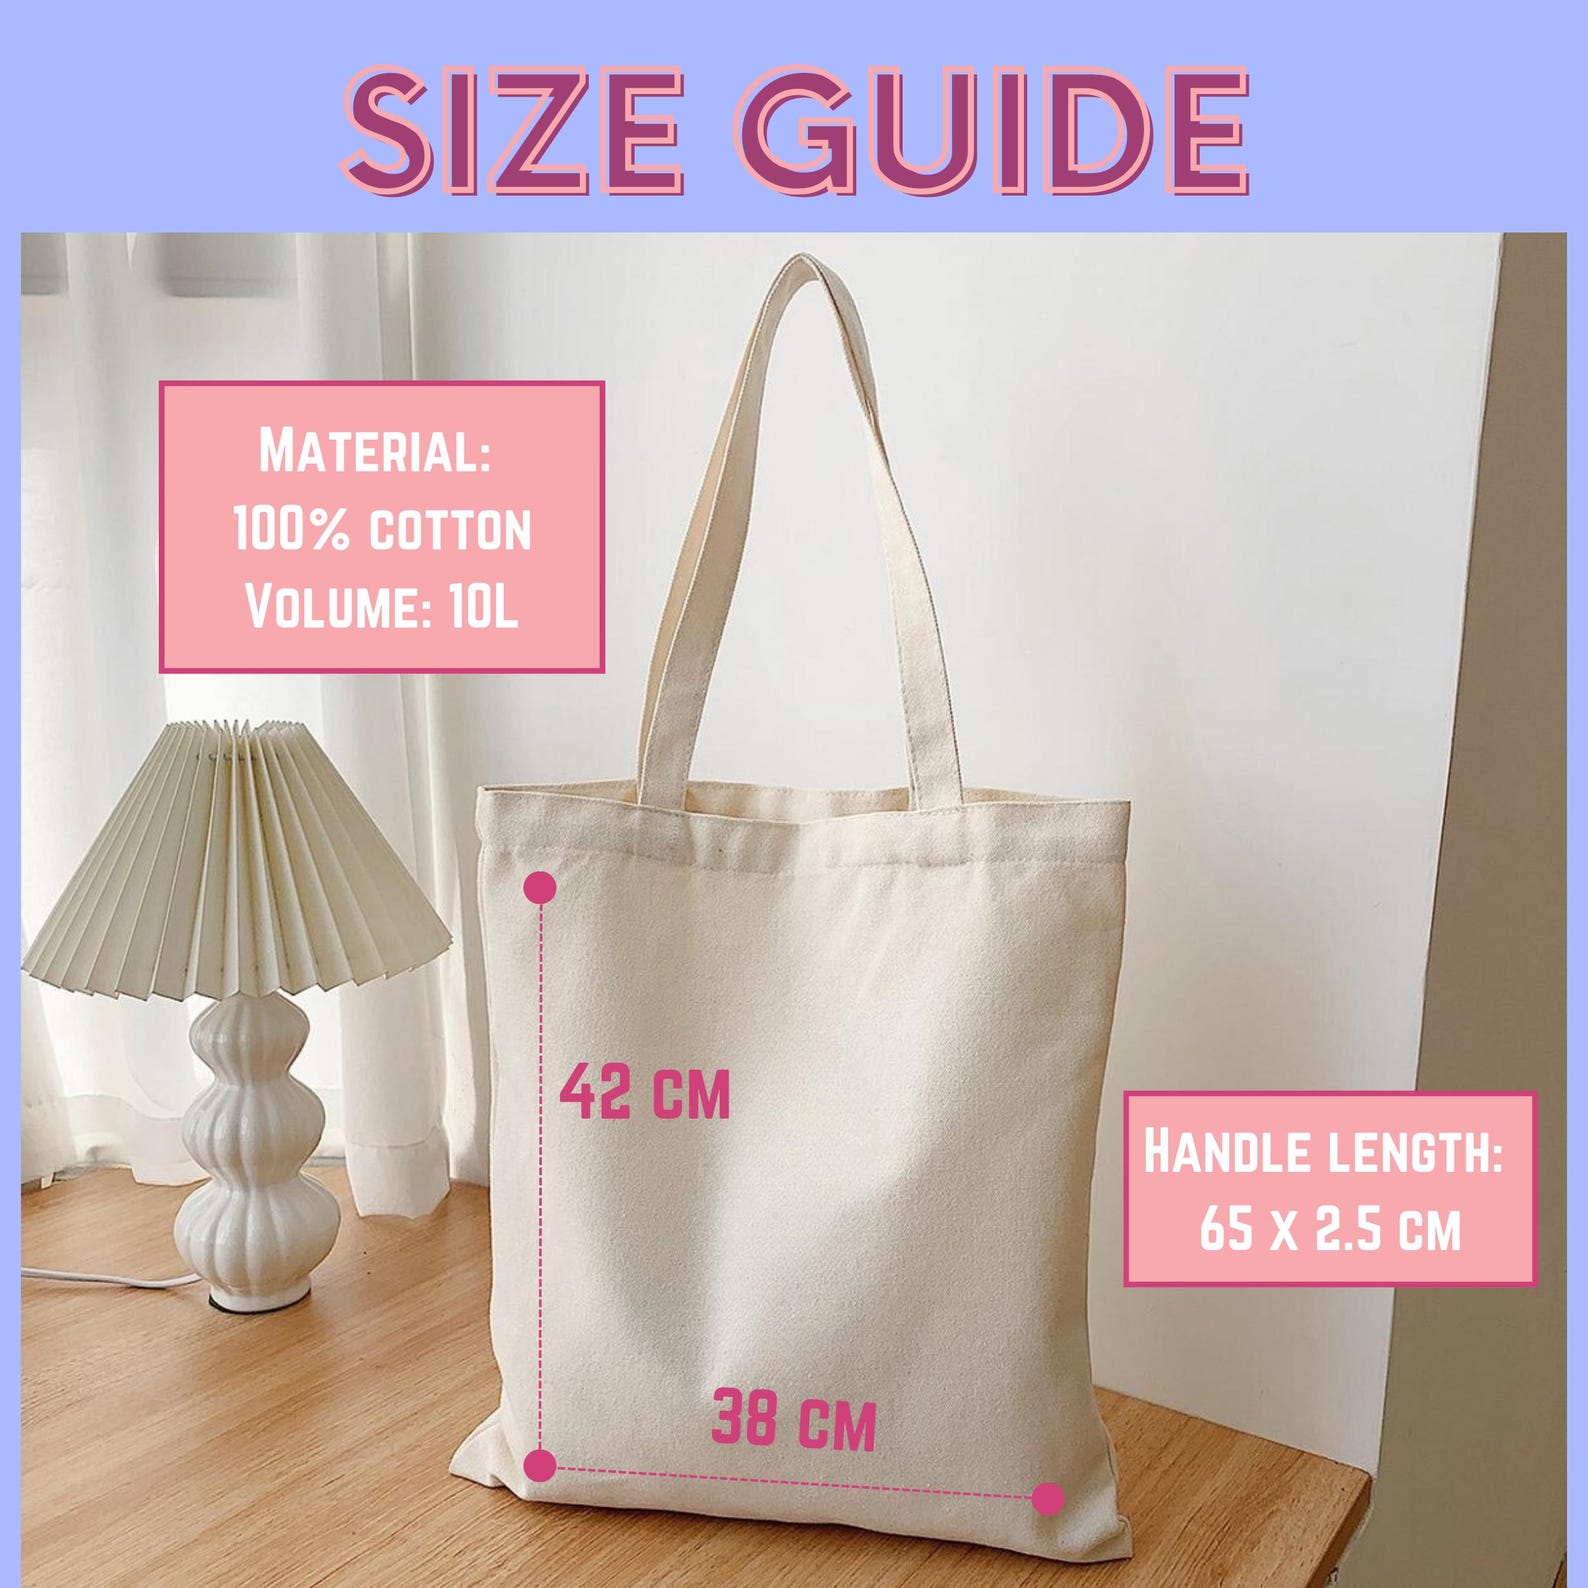 SIZE GUIDE
MATERIAL:
100% COTTON
VOLUME: 10L
42 CM
HANDLE LENGTH:
65 X 2.5 CM
38 CM